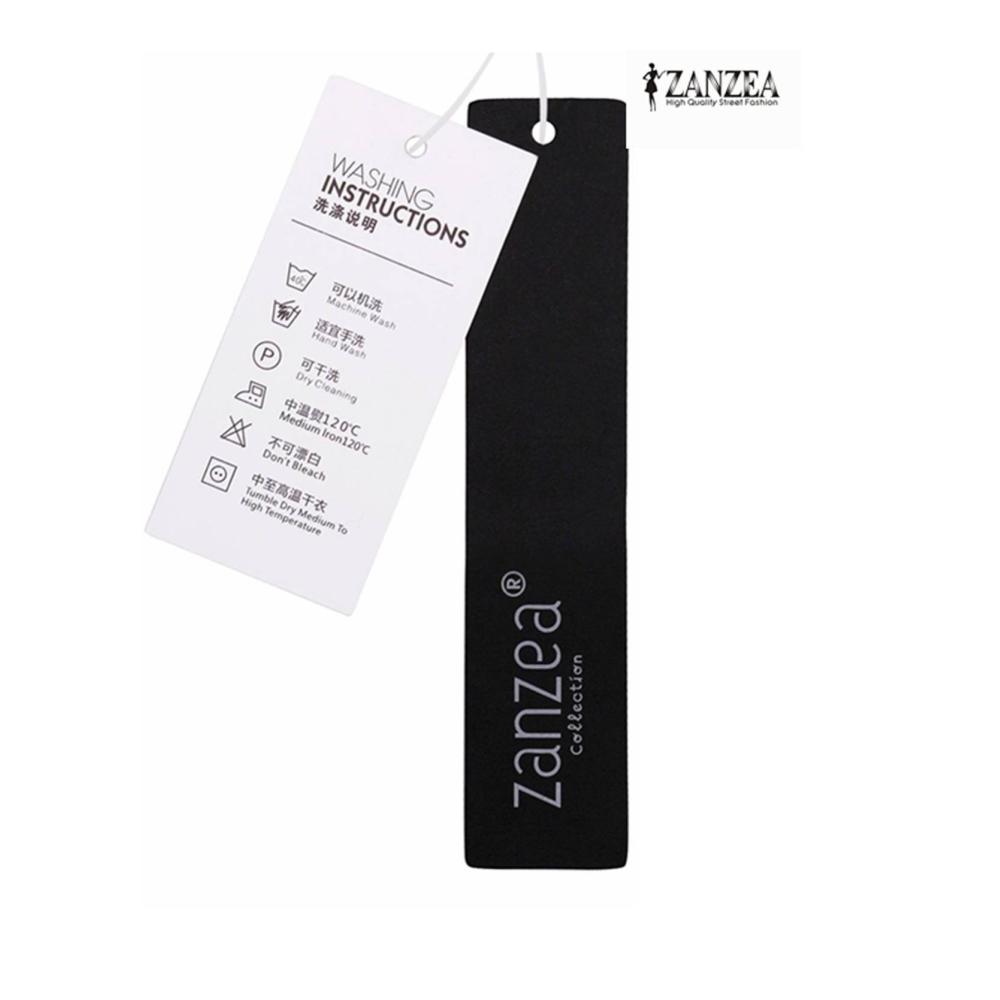 ZANZEA
High Quality Street Fashion
WASHING
INSTRUCTIONS
洗涤说明
40℃
可以机洗
Machine Wash
适宜手洗
Hand Wash
P
可干洗
Dry Cleaning
中温熨120℃
Medium Iron120℃
不可漂白
Don't Bleach
中至高温干衣
Tumble Dry Medium To
High Temperature
zanzea®
Collection